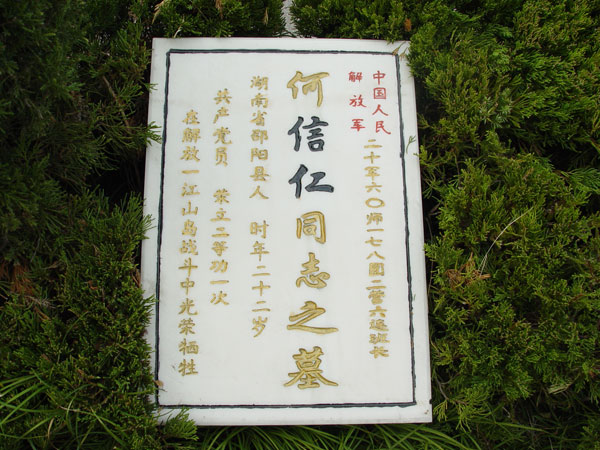 中国人民
解放军
二十军六〇师一七八团二营六连班长
何信仁同志之墓
湖南省邵阳县人 时年二十二岁
共产党员 荣立二等功一次
在解放一江山岛战斗中光荣牺牲